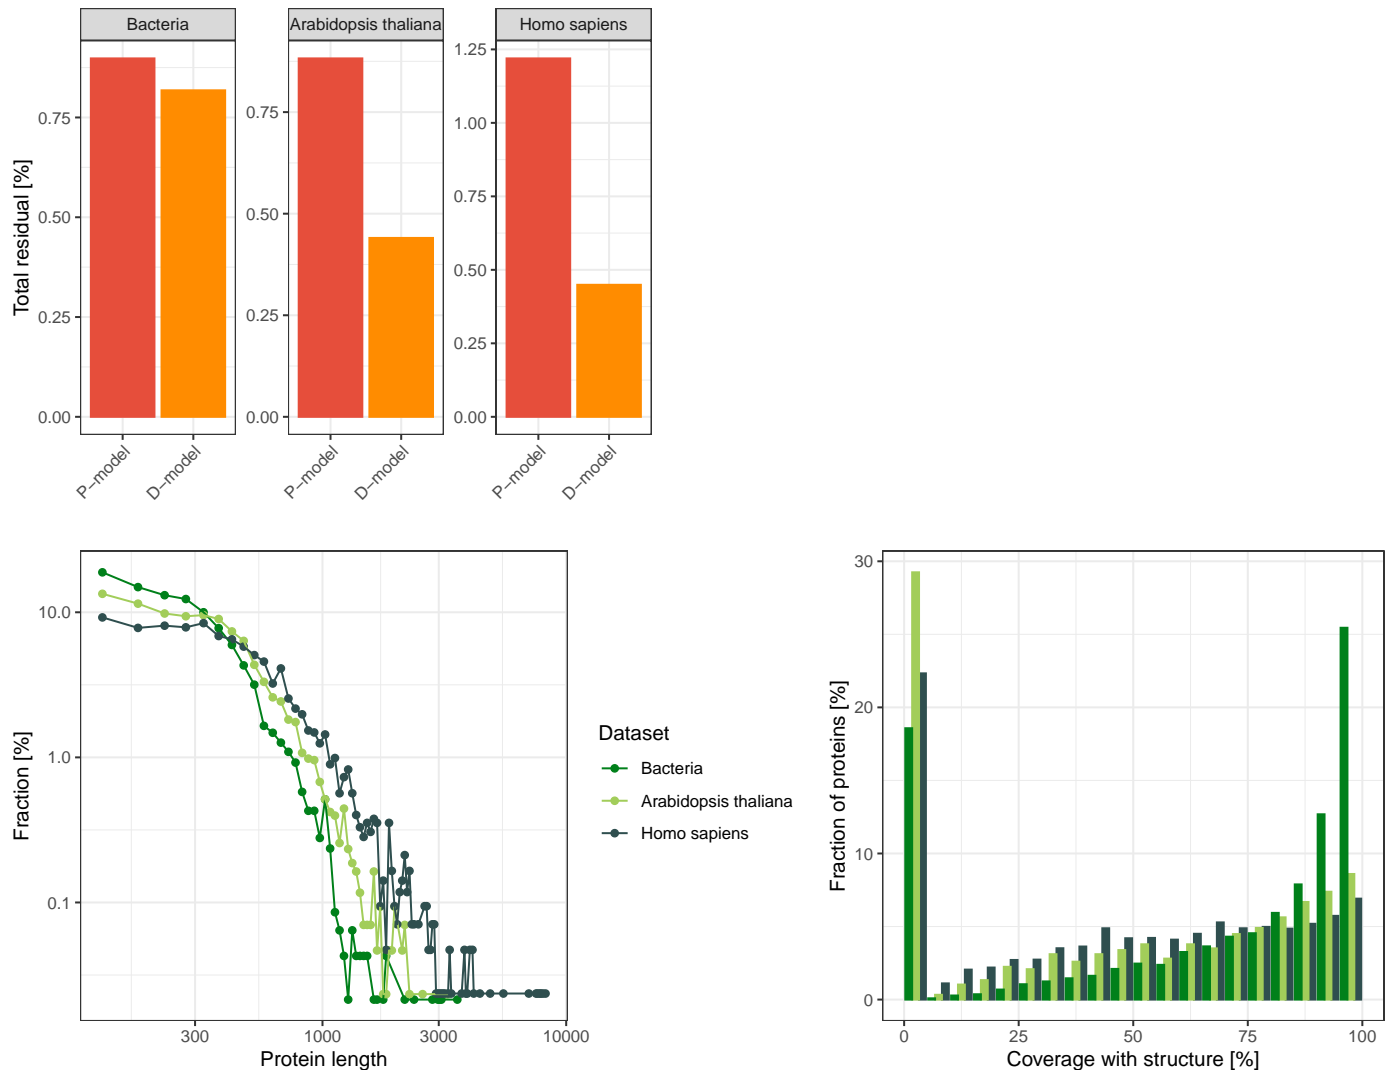 Bacteria
Arabidopsis thaliana
Homo sapiens
Total residual [%]
0.75
0.50
0.25
0.00
0.75
0.50
0.25
0.00
1.25
1.00
0.75
0.50
0.25
0.00
P−model
D−model
P−model
D−model
P−model
D−model
Fraction [%]
10.0
1.0
0.1
300
1000
3000
10000
Protein length
Dataset
Bacteria
Arabidopsis thaliana
Homo sapiens
Fraction of proteins [%]
30
20
10
0
0
25
50
75
100
Coverage with structure [%]